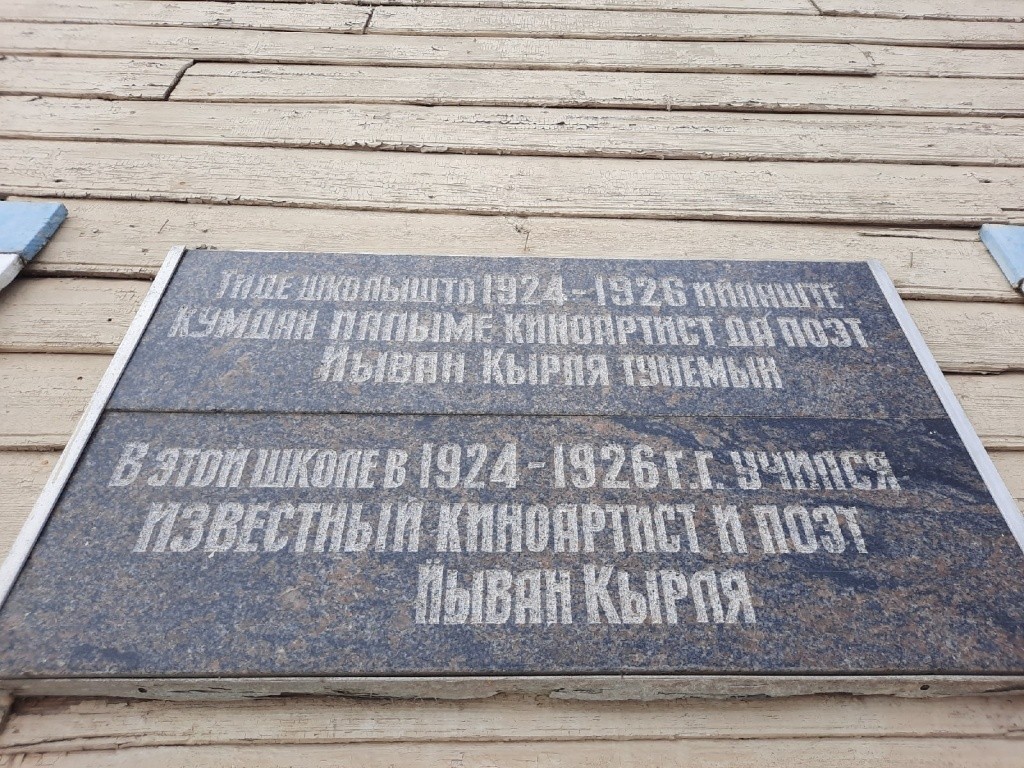 Тиде школышто 1924-1926 ийлаште
кумдан палыме киноартист да поэт
Йыван Кырля тунемын
В этой школе в 1924-1926 г.г. учился
известный киноартист и поэт
Йыван Кырля